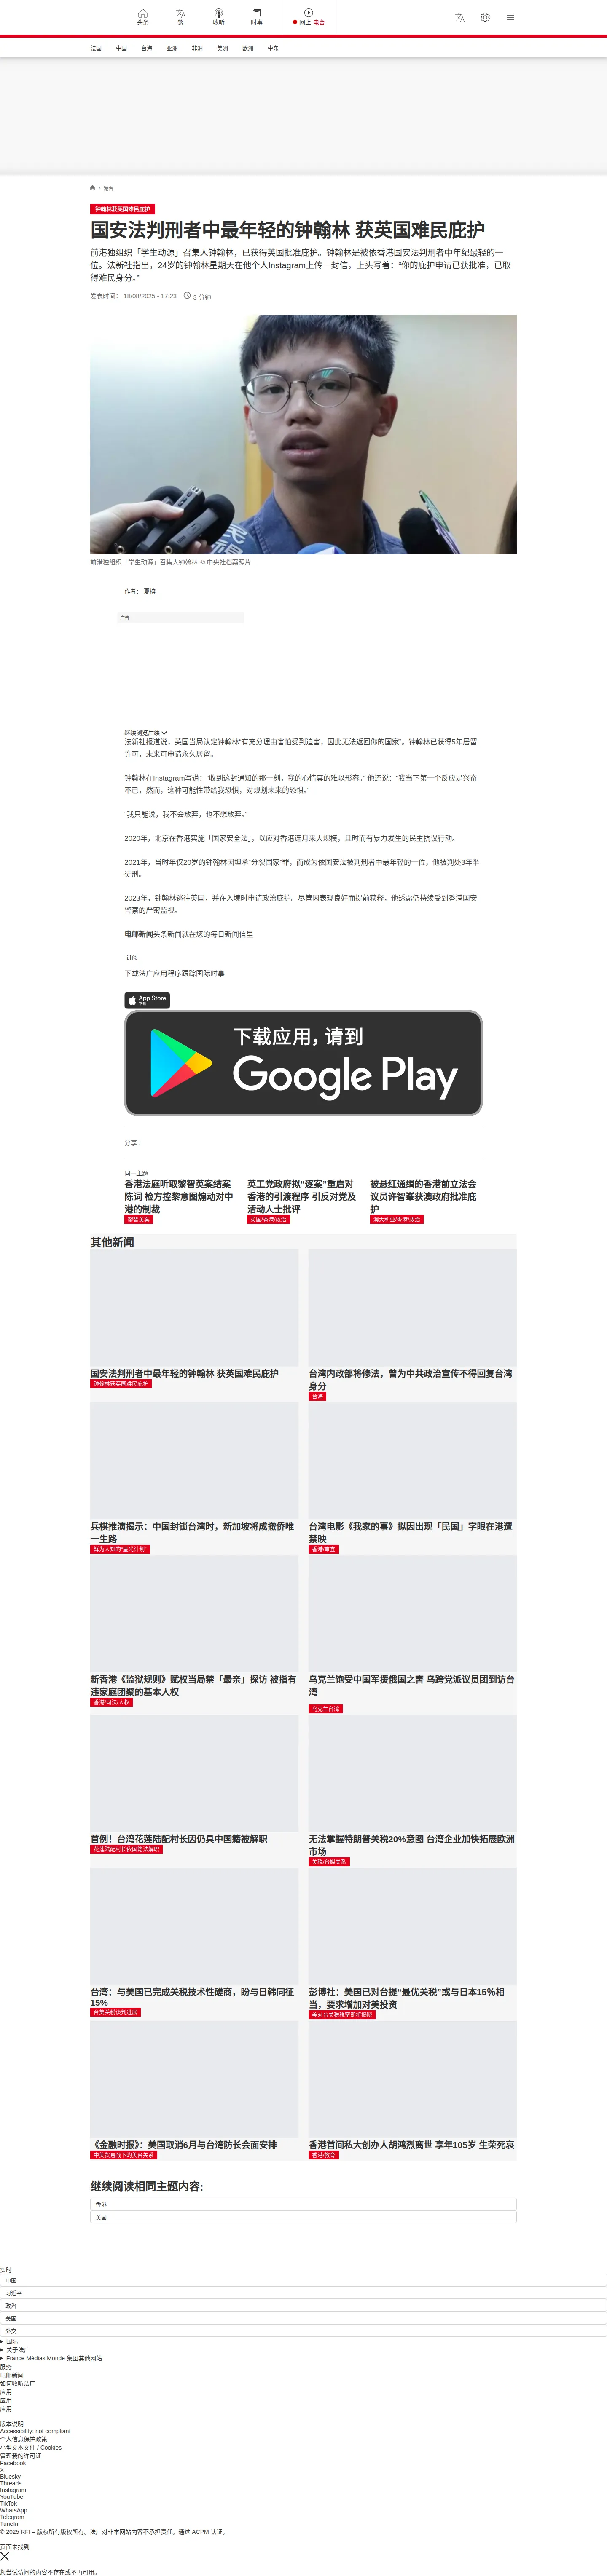 头条
繁
收听
时事
网上 电台
法国 中国 台海 亚洲 非洲 美洲 欧洲 中东
/ 港台
钟翰林获英国难民庇护
国安法判刑者中最年轻的钟翰林 获英国难民庇护
前港独组织「学生动源」召集人钟翰林，已获得英国批准庇护。钟翰林是被依香港国安法判刑者中年纪最轻的一
位。法新社指出，24岁的钟翰林星期天在他个人Instagram上传一封信，上头写着：“你的庇护申请已获批准，已取
得难民身分。”
发表时间： 18/08/2025 - 17:23 3 分钟
前港独组织「学生动源」召集人钟翰林 © 中央社档案照片
作者： 夏榕
广告
继续浏览后续
法新社报道说，英国当局认定钟翰林“有充分理由害怕受到迫害，因此无法返回你的国家”。钟翰林已获得5年居留
许可，未来可申请永久居留。
钟翰林在Instagram写道：“收到这封通知的那一刻，我的心情真的难以形容。” 他还说：“我当下第一个反应是兴奋
不已，然而，这种可能性带给我恐惧，对规划未来的恐惧。”
“我只能说，我不会放弃，也不想放弃。”
2020年，北京在香港实施「国家安全法」，以应对香港连月来大规模，且时而有暴力发生的民主抗议行动。
2021年，当时年仅20岁的钟翰林因坦承“分裂国家”罪，而成为依国安法被判刑者中最年轻的一位，他被判处3年半
徒刑。
2023年，钟翰林逃往英国，并在入境时申请政治庇护。尽管因表现良好而提前获释，他透露仍持续受到香港国安
警察的严密监视。
电邮新闻头条新闻就在您的每日新闻信里
订阅
下载法广应用程序跟踪国际时事
App Store
下载
下载应用，请到
Google Play
分享 :
同一主题
香港法庭听取黎智英案结案
陈词 检方控黎意图煽动对中
港的制裁
黎智英案
英工党政府拟“逐案”重启对
香港的引渡程序 引反对党及
活动人士批评
英国/香港/政治
被悬红通缉的香港前立法会
议员许智峯获澳政府批准庇
护
澳大利亚/香港/政治
其他新闻
国安法判刑者中最年轻的钟翰林 获英国难民庇护
钟翰林获英国难民庇护
台湾内政部将修法，曾为中共政治宣传不得回复台湾
身分
台海
兵棋推演揭示：中国封锁台湾时，新加坡将成撤侨唯
一生路
鲜为人知的“星光计划”
台湾电影《我家的事》拟因出现「民国」字眼在港遭
禁映
香港/审查
新香港《监狱规则》赋权当局禁「最亲」探访 被指有
违家庭团聚的基本人权
香港/司法/人权
乌克兰饱受中国军援俄国之害 乌跨党派议员团到访台
湾
乌克兰台湾
首例！台湾花莲陆配村长因仍具中国籍被解职
花莲陆配村长依国籍法解职
无法掌握特朗普关税20%意图 台湾企业加快拓展欧洲
市场
关税/台媒关系
台湾：与美国已完成关税技术性磋商，盼与日韩同征
15%
台美关税谈判进展
彭博社：美国已对台提“最优关税”或与日本15%相
当，要求增加对美投资
美对台关税税率即将揭晓
《金融时报》：美国取消6月与台湾防长会面安排
中美贸易战下的美台关系
香港首间私大创办人胡鸿烈离世 享年105岁 生荣死哀
香港/教育
继续阅读相同主题内容:
香港
英国
实时
中国
习近平
政治
美国
外交
国际
关于法广
France Médias Monde 集团其他网站
服务
电邮新闻
如何收听法广
应用
应用
应用
版本说明
Accessibility: not compliant
个人信息保护政策
小型文本文件 / Cookies
管理我的许可证
Facebook
X
Bluesky
Threads
Instagram
YouTube
TikTok
WhatsApp
Telegram
TuneIn
© 2025 RFI – 版权所有版权所有。法广对非本网站内容不承担责任。通过 ACPM 认证。
页面未找到
您尝试访问的内容不存在或不再可用。